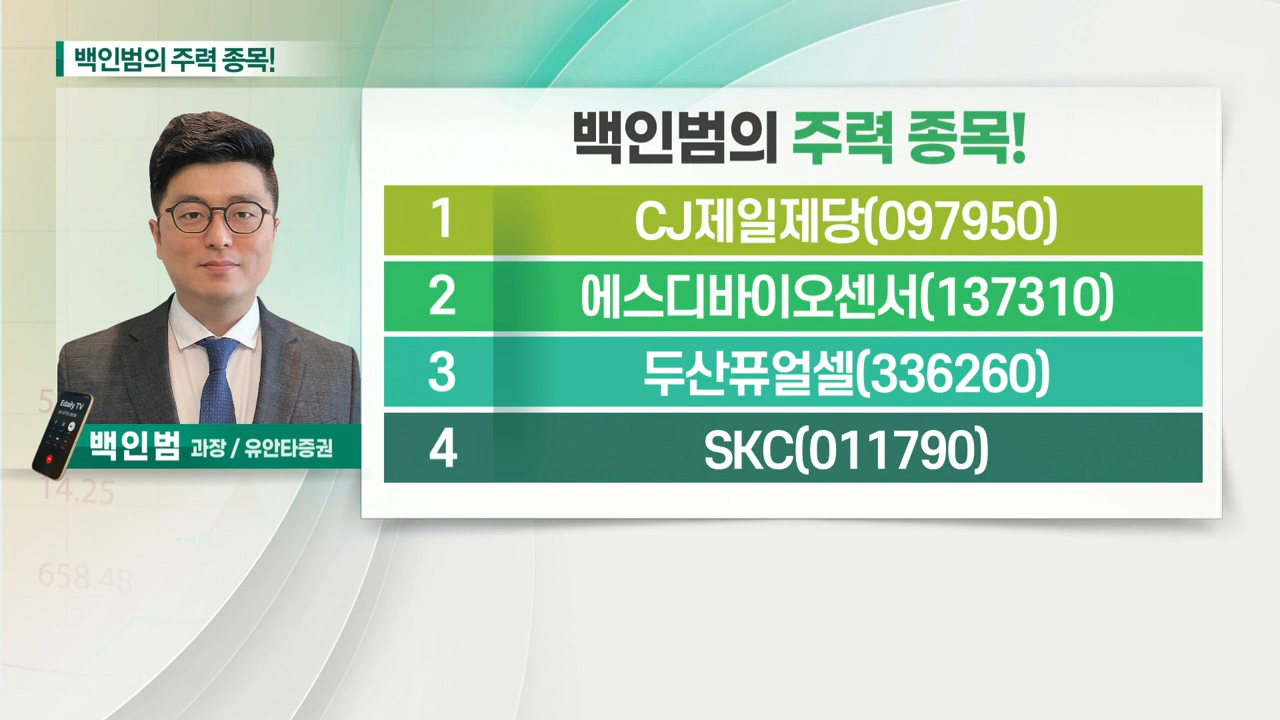 백인범의 주력 종목!
백인범의 주력 종목!
1 CJ제일제당(097950)
2 에스디바이오센서(137310)
3 두산퓨얼셀(336260)
4 SKC(011790)
Edaily TV
백인범 과장 / 유안타증권
14.25
658.48